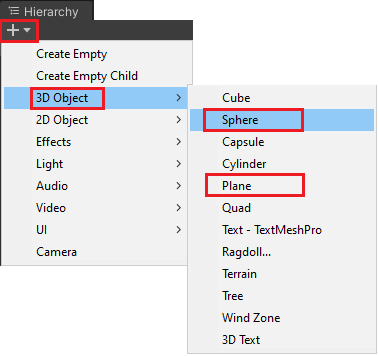 Hierarchy
Create Empty
Create Empty Child
3D Object
2D Object
Effects
Light
Audio
Video
UI
Camera
Cube
Sphere
Capsule
Cylinder
Plane
Quad
Text - TextMeshPro
Ragdoll...
Terrain
Tree
Wind Zone
3D Text